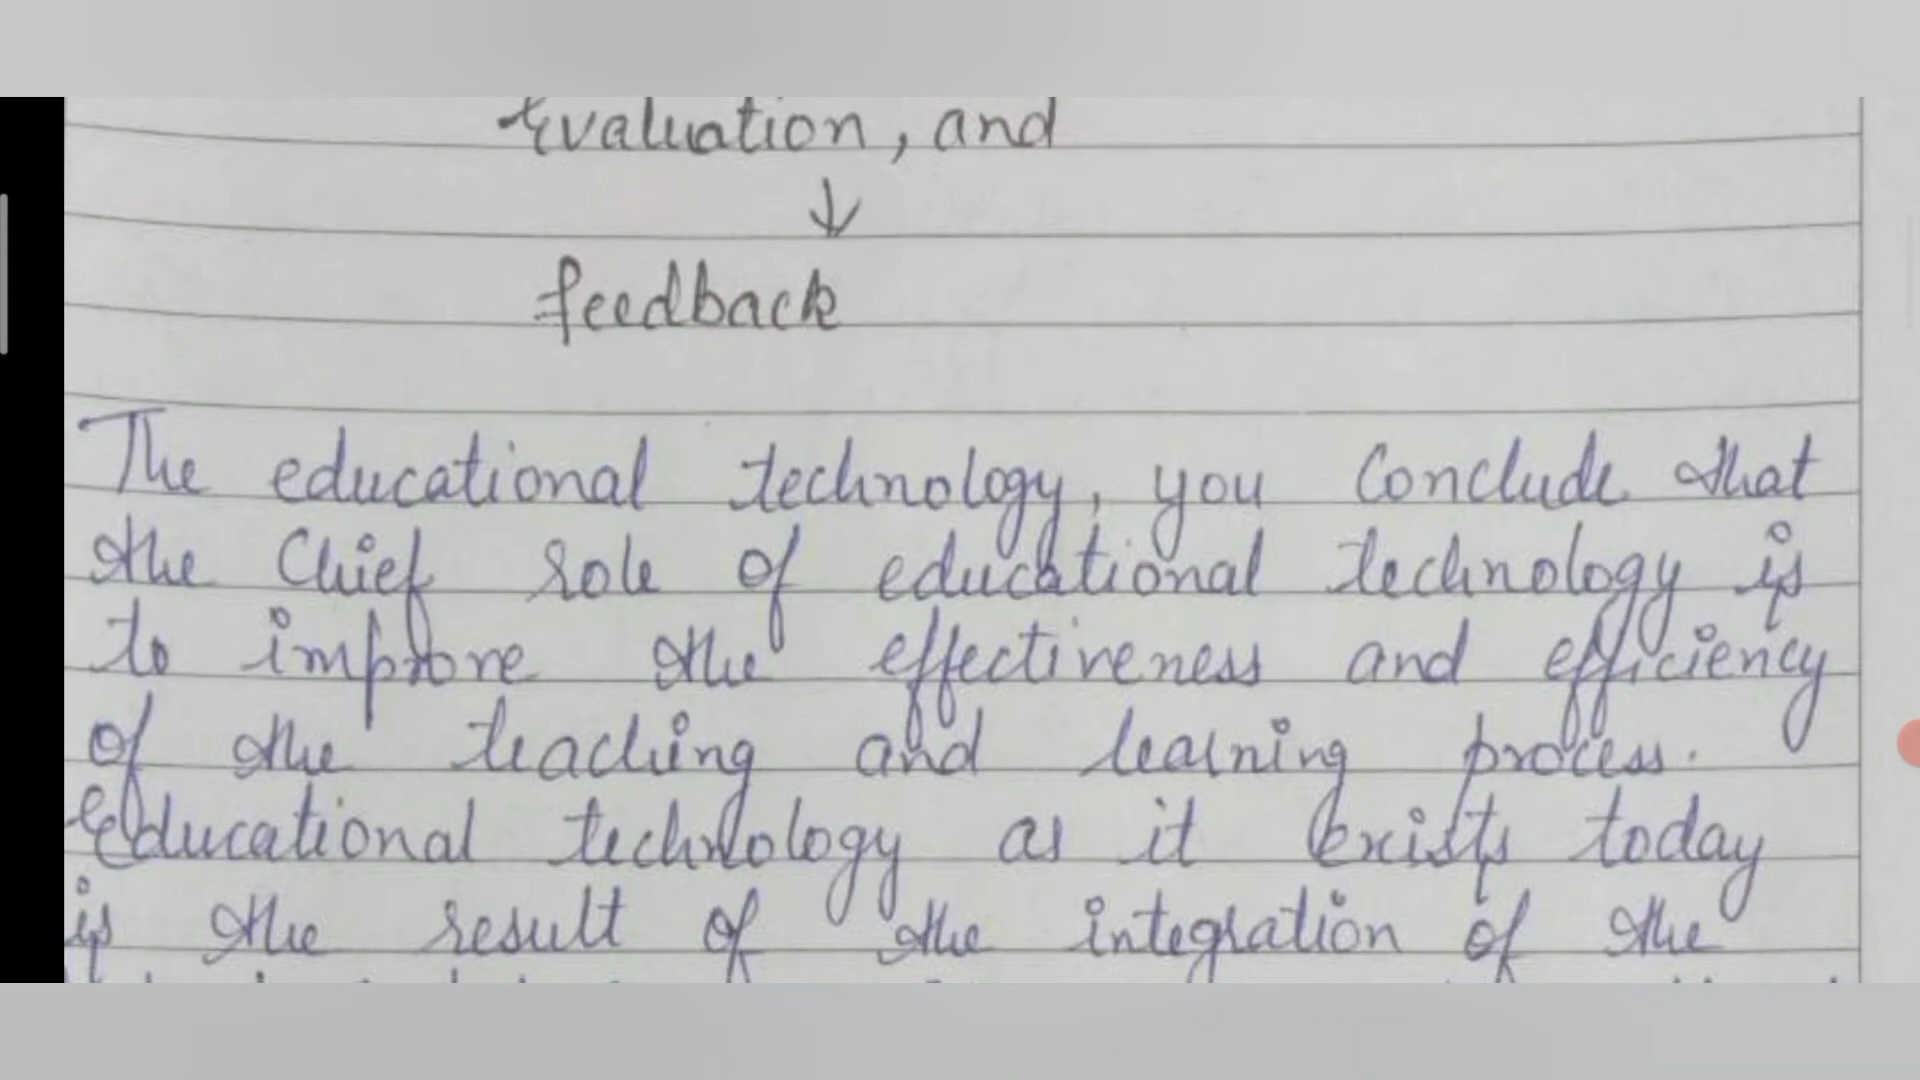 Evaluation, and
↓
feedback
The educational technology, you Conclude that
the Chief role of educational technology is
to improve the effectiveness and efficiency
of the teaching and learning process.
Educational technology as it exists today
is the result of the integration of the